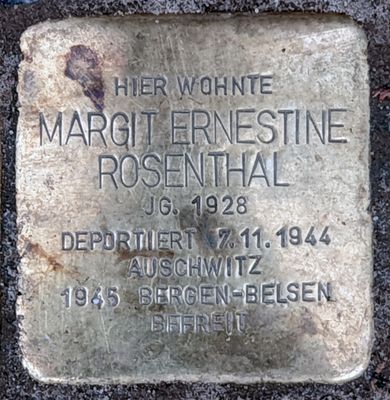 HIER WOHNTE
MARGIT ERNESTINE
ROSENTHAL
JG. 1928
DEPORTIERT 7.11.1944
AUSCHWITZ
1945 BERGEN-BELSEN
BEFREIT